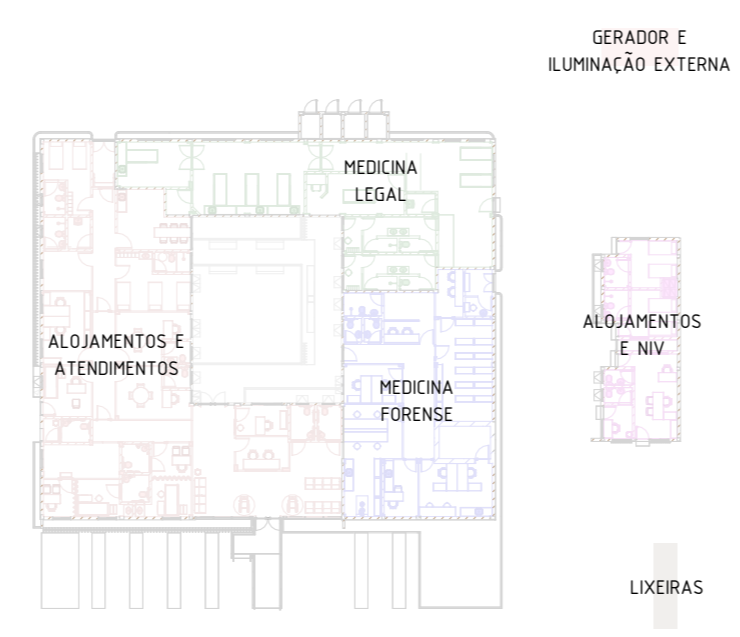 GERADOR E
ILUMINAÇÃO EXTERNA
MEDICINA
LEGAL
ALOJAMENTOS E
ATENDIMENTOS
MEDICINA
FORENSE
ALOJAMENTOS
E NIV
LIXEIRAS